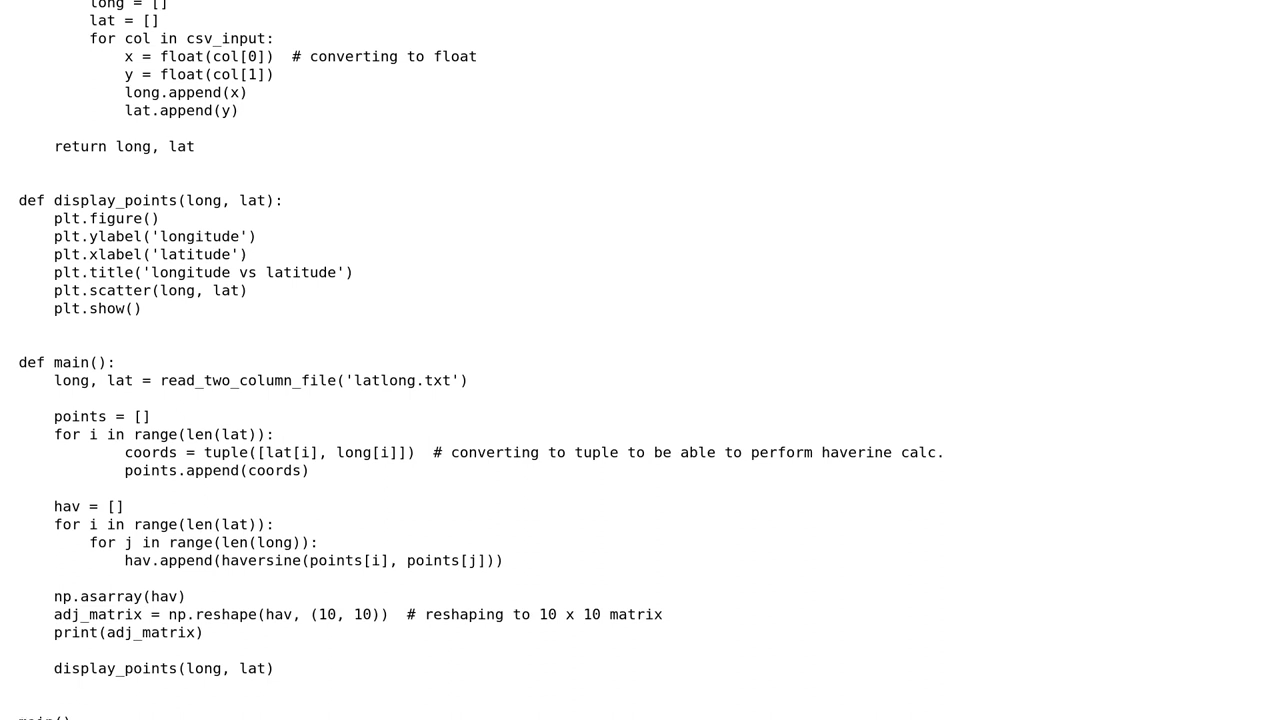 long = []
lat = []
for col in csv_input:
x = float(col[0])  # converting to float
y = float(col[1])
long.append(x)
lat.append(y)
return long, lat
def display_points(long, lat):
plt.figure()
plt.ylabel('longitude')
plt.xlabel('latitude')
plt.title('longitude vs latitude')
plt.scatter(long, lat)
plt.show()
def main():
long, lat = read_two_column_file('latlong.txt')
points = []
for i in range(len(lat)):
coords = tuple([lat[i], long[i]])  # converting to tuple to be able to perform haverine calc.
points.append(coords)
hav = []
for i in range(len(lat)):
for j in range(len(long)):
hav.append(haversine(points[i], points[j]))
np.asarray(hav)
adj_matrix = np.reshape(hav, (10, 10))  # reshaping to 10 x 10 matrix
print(adj_matrix)
display_points(long, lat)
main()